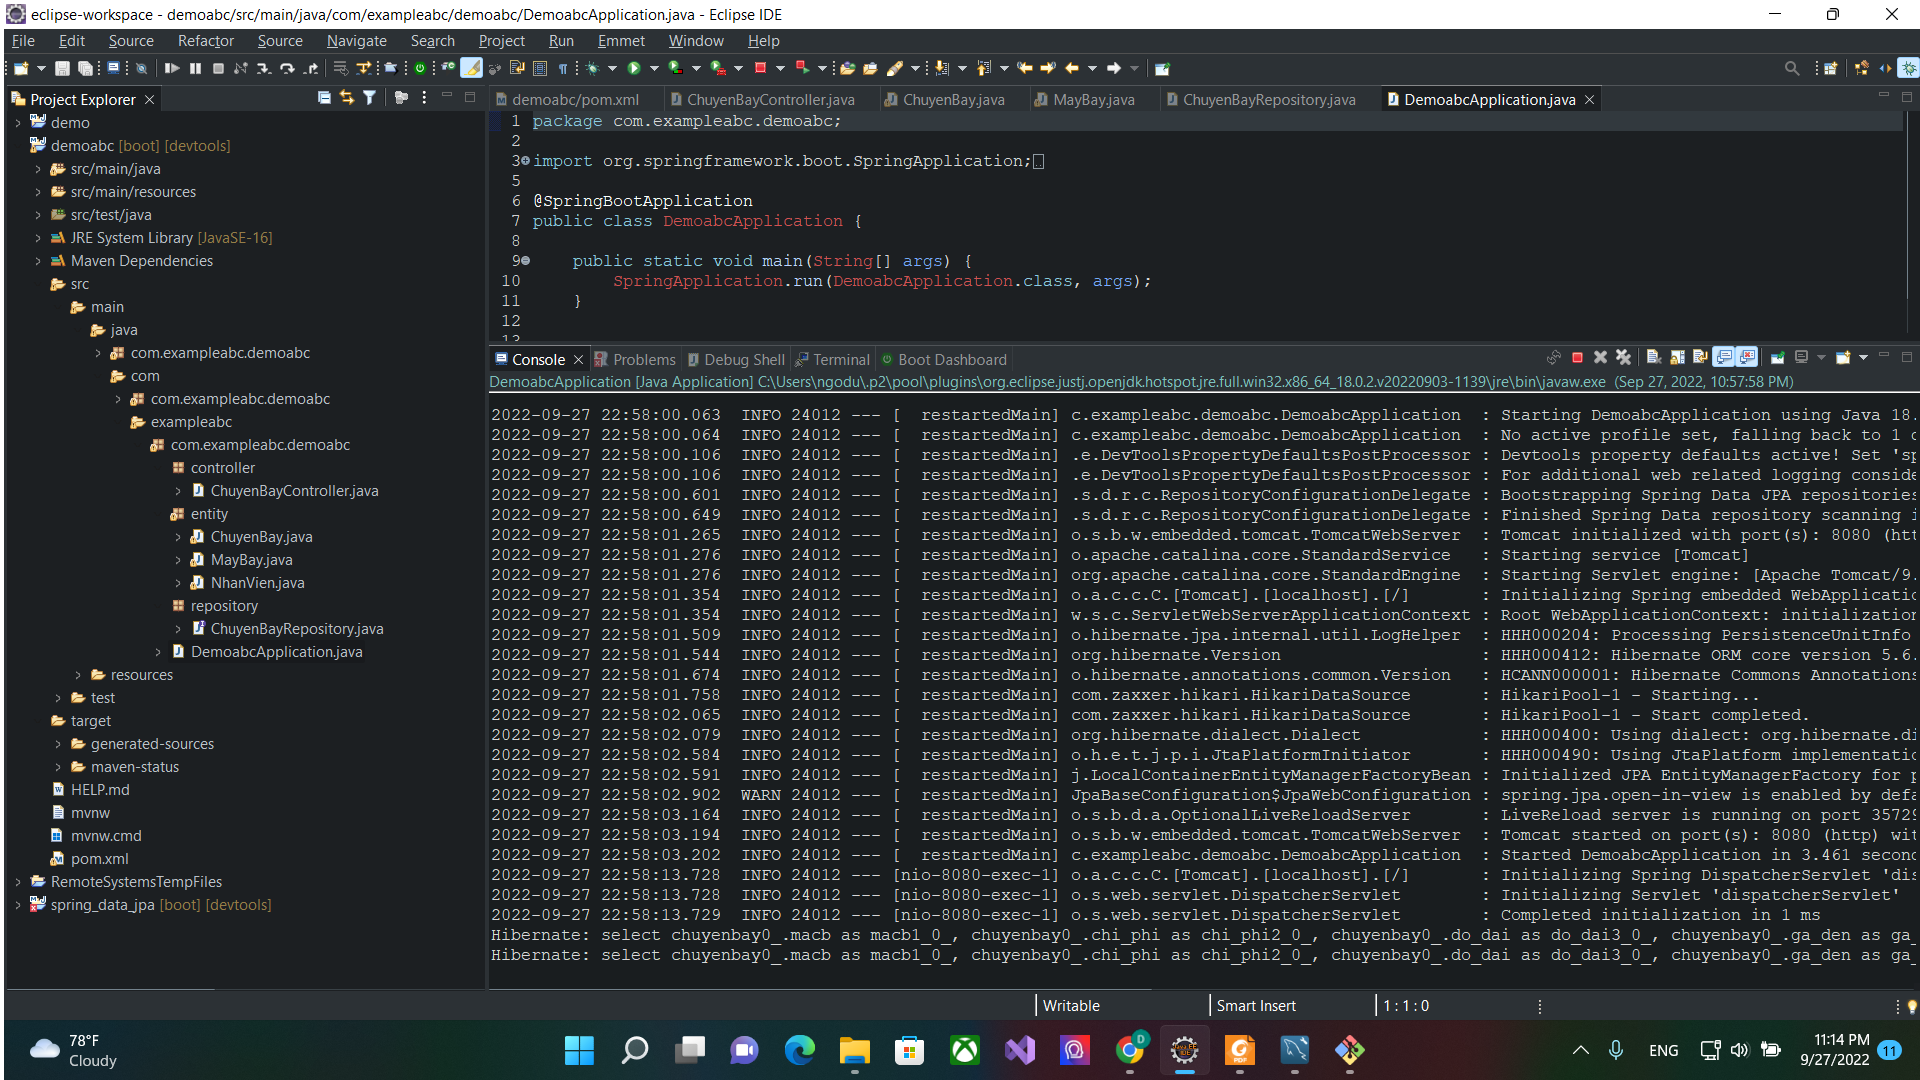 eclipse-workspace - demoabc/src/main/java/com/exampleabc/demoabc/DemoabcApplication.java - Eclipse IDE
File Edit Source Refactor Source Navigate Search Project Run Emmet Window Help
Project Explorer
demo
demoabc [boot] [devtools]
src/main/java
src/main/resources
src/test/java
JRE System Library [JavaSE-16]
Maven Dependencies
src
main
java
com.exampleabc.demoabc
com
com.exampleabc.demoabc
exampleabc
com.exampleabc.demoabc
controller
ChuyenBayController.java
entity
ChuyenBay.java
MayBay.java
NhanVien.java
repository
ChuyenBayRepository.java
DemoabcApplication.java
resources
test
target
generated-sources
maven-status
HELP.md
mvnw
mvnw.cmd
pom.xml
RemoteSystemsTempFiles
spring_data_jpa [boot] [devtools]
demoabc/pom.xml ChuyenBayController.java ChuyenBay.java MayBay.java ChuyenBayRepository.java DemoabcApplication.java
1 package com.exampleabc.demoabc;
2
3 import org.springframework.boot.SpringApplication;
5
6 @SpringBootApplication
7 public class DemoabcApplication {
8
9 public static void main(String[] args) {
10 SpringApplication.run(DemoabcApplication.class, args);
11 }
12
13
Console Problems Debug Shell Terminal Boot Dashboard
DemoabcApplication [Java Application] C:\Users\ngodu\.p2\pool\plugins\org.eclipse.justj.openjdk.hotspot.jre.full.win32.x86_64_18.0.2.v20220903-1139\jre\bin\javaw.exe (Sep 27, 2022, 10:57:58 PM)
2022-09-27 22:58:00.063 INFO 24012 --- [ restartedMain] c.exampleabc.demoabc.DemoabcApplication : Starting DemoabcApplication using Java 18.
2022-09-27 22:58:00.064 INFO 24012 --- [ restartedMain] c.exampleabc.demoabc.DemoabcApplication : No active profile set, falling back to 1
2022-09-27 22:58:00.106 INFO 24012 --- [ restartedMain] .e.DevToolsPropertyDefaultsPostProcessor : Devtools property defaults active! Set 'sp
2022-09-27 22:58:00.106 INFO 24012 --- [ restartedMain] .e.DevToolsPropertyDefaultsPostProcessor : For additional web related logging conside
2022-09-27 22:58:00.601 INFO 24012 --- [ restartedMain] .s.d.r.c.RepositoryConfigurationDelegate : Bootstrapping Spring Data JPA repositories
2022-09-27 22:58:00.649 INFO 24012 --- [ restartedMain] .s.d.r.c.RepositoryConfigurationDelegate : Finished Spring Data repository scanning i
2022-09-27 22:58:01.265 INFO 24012 --- [ restartedMain] o.s.b.w.embedded.tomcat.TomcatWebServer : Tomcat initialized with port(s): 8080 (htt
2022-09-27 22:58:01.276 INFO 24012 --- [ restartedMain] o.apache.catalina.core.StandardService : Starting service [Tomcat]
2022-09-27 22:58:01.276 INFO 24012 --- [ restartedMain] org.apache.catalina.core.StandardEngine : Starting Servlet engine: [Apache Tomcat/9.
2022-09-27 22:58:01.354 INFO 24012 --- [ restartedMain] o.a.c.c.C.[Tomcat].[localhost].[/] : Initializing Spring embedded WebApplicatio
2022-09-27 22:58:01.354 INFO 24012 --- [ restartedMain] w.s.c.ServletWebServerApplicationContext : Root WebApplicationContext: initialization
2022-09-27 22:58:01.509 INFO 24012 --- [ restartedMain] o.hibernate.jpa.internal.util.LogHelper : HHH000204: Processing PersistenceUnitInfo
2022-09-27 22:58:01.544 INFO 24012 --- [ restartedMain] org.hibernate.Version : HHH000412: Hibernate ORM core version 5.6.
2022-09-27 22:58:01.674 INFO 24012 --- [ restartedMain] o.hibernate.annotations.common.Version : HCANN000001: Hibernate Commons Annotations
2022-09-27 22:58:01.758 INFO 24012 --- [ restartedMain] com.zaxxer.hikari.HikariDataSource : HikariPool-1 - Starting...
2022-09-27 22:58:02.065 INFO 24012 --- [ restartedMain] com.zaxxer.hikari.HikariDataSource : HikariPool-1 - Start completed.
2022-09-27 22:58:02.079 INFO 24012 --- [ restartedMain] org.hibernate.dialect.Dialect : HHH000400: Using dialect: org.hibernate.di
2022-09-27 22:58:02.584 INFO 24012 --- [ restartedMain] o.h.e.t.j.p.i.JtaPlatformInitiator : HHH000490: Using JtaPlatform implementatio
2022-09-27 22:58:02.591 INFO 24012 --- [ restartedMain] j.LocalContainerEntityManagerFactoryBean : Initialized JPA EntityManagerFactory for p
2022-09-27 22:58:02.902 WARN 24012 --- [ restartedMain] JpaBaseConfiguration$JpaWebConfiguration : spring.jpa.open-in-view is enabled by defa
2022-09-27 22:58:03.164 INFO 24012 --- [ restartedMain] o.s.b.d.a.OptionalLiveReloadServer : LiveReload server is running on port 35729
2022-09-27 22:58:03.194 INFO 24012 --- [ restartedMain] o.s.b.w.embedded.tomcat.TomcatWebServer : Tomcat started on port(s): 8080 (http) wit
2022-09-27 22:58:03.202 INFO 24012 --- [ restartedMain] c.exampleabc.demoabc.DemoabcApplication : Started DemoabcApplication in 3.461 second
2022-09-27 22:58:13.728 INFO 24012 --- [nio-8080-exec-1] o.a.c.c.C.[Tomcat].[localhost].[/] : Initializing Spring DispatcherServlet 'dis
2022-09-27 22:58:13.728 INFO 24012 --- [nio-8080-exec-1] o.s.web.servlet.DispatcherServlet : Initializing Servlet 'dispatcherServlet'
2022-09-27 22:58:13.729 INFO 24012 --- [nio-8080-exec-1] o.s.web.servlet.DispatcherServlet : Completed initialization in 1 ms
Hibernate: select chuyenbay0_.macb as macb1_0_, chuyenbay0_.chi_phi as chi_phi2_0_, chuyenbay0_.do_dai as do_dai3_0_, chuyenbay0_.ga_den as ga_
Hibernate: select chuyenbay0_.macb as macb1_0_, chuyenbay0_.chi_phi as chi_phi2_0_, chuyenbay0_.do_dai as do_dai3_0_, chuyenbay0_.ga_den as ga_
Writable Smart Insert 1 : 1 : 0
78°F
Cloudy
ENG
11:14 PM
9/27/2022
11